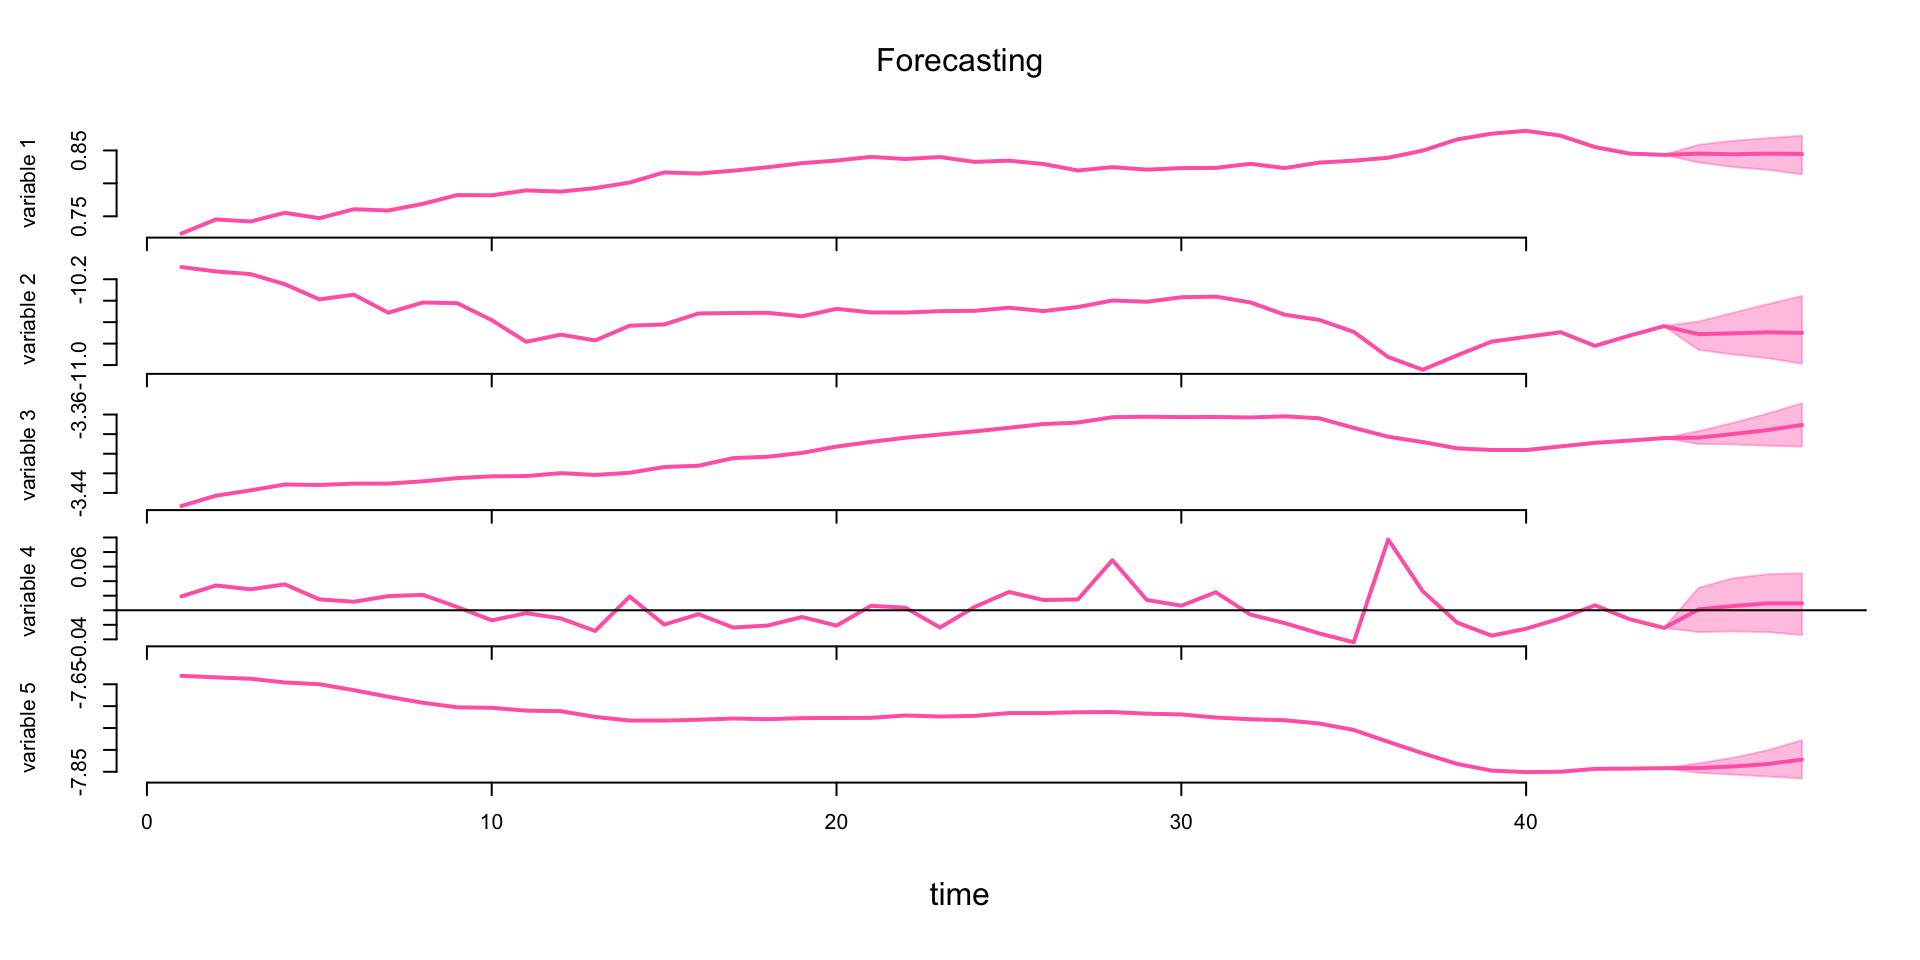 Forecasting
variable 1
0.75
0.85
variable 2
-11.0
-10.2
variable 3
-3.44
-3.36
variable 4
-0.04
0.06
variable 5
-7.85
-7.65
0 10 20 30 40
time